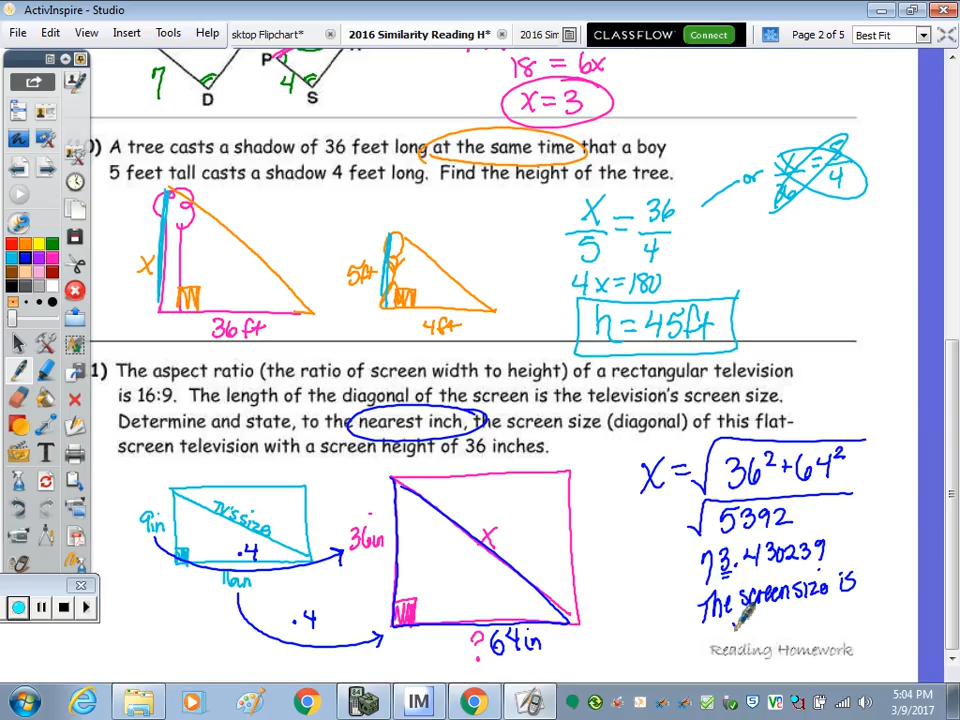 ActivInspire - Studio
File Edit View Insert Tools Help
sktop Flipchart*
2016 Similarity Reading H*
2016 Simi
CLASSFLOW Connect
Page 2 of 5
Best Fit
7
D
P
4
S
18 = 6x
x = 3
) A tree casts a shadow of 36 feet long at the same time that a boy
5 feet tall casts a shadow 4 feet long. Find the height of the tree.
x
36ft
5ft
4ft
x/5 = 36/4
4x=180
h = 45ft
or
1) The aspect ratio (the ratio of screen width to height) of a rectangular television
is 16:9. The length of the diagonal of the screen is the television's screen size.
Determine and state, to the nearest inch, the screen size (diagonal) of this flat-
screen television with a screen height of 36 inches.
9in
TV's size
16in
·4
·4
36in
x
? 64in
x = √36²+64²
√5392
73.430239
The screen size is
Reading Homework
IM
V2
5:04 PM
3/9/2017